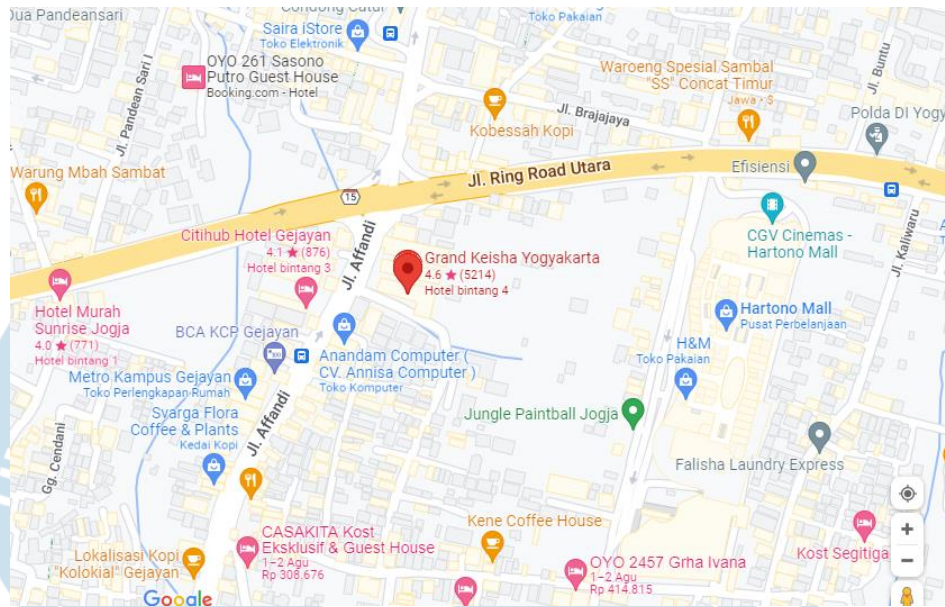 Dua Pandeansari
Condong Catur
Toko Pakaian
Saira iStore
Toko Elektronik
OYO 261 Sasono
Putro Guest House
Booking.com - Hotel
Jl. Pandean Sari I
Kobessah Kopi
Jl. Brajajaya
Waroeng Spesial Sambal
"SS" Concat Timur
Jawa • $
Jl. Buntu
Polda DI Yogy
Warung Mbah Sambat
Jl. Ring Road Utara
15
Efisiensi
CGV Cinemas -
Hartono Mall
Jl. Kaliwaru
Citihub Hotel Gejayan
4.1 ★ (876)
Hotel bintang 3
Jl. Affandi
Grand Keisha Yogyakarta
4.6 ★ (5214)
Hotel bintang 4
Hotel Murah
Sunrise Jogja
4.0 ★ (771)
Hotel bintang 1
BCA KCP Gejayan
Anandam Computer (
CV. Annisa Computer )
Toko Komputer
Hartono Mall
Pusat Perbelanjaan
H&M
Toko Pakaian
Metro Kampus Gejayan
Toko Perlengkapan Rumah
Svarga Flora
Coffee & Plants
Kedai Kopi
Jl. Affandi
Gg. Cendani
Jungle Paintball Jogja
Falisha Laundry Express
CASAKITA Kost
Eksklusif & Guest House
1–2 Agu
Rp 308.676
Kene Coffee House
OYO 2457 Grha Ivana
1–2 Agu
Rp 414.815
Kost Segitiga
Lokalisasi Kopi
"Kolokial" Gejayan
Google
+
−